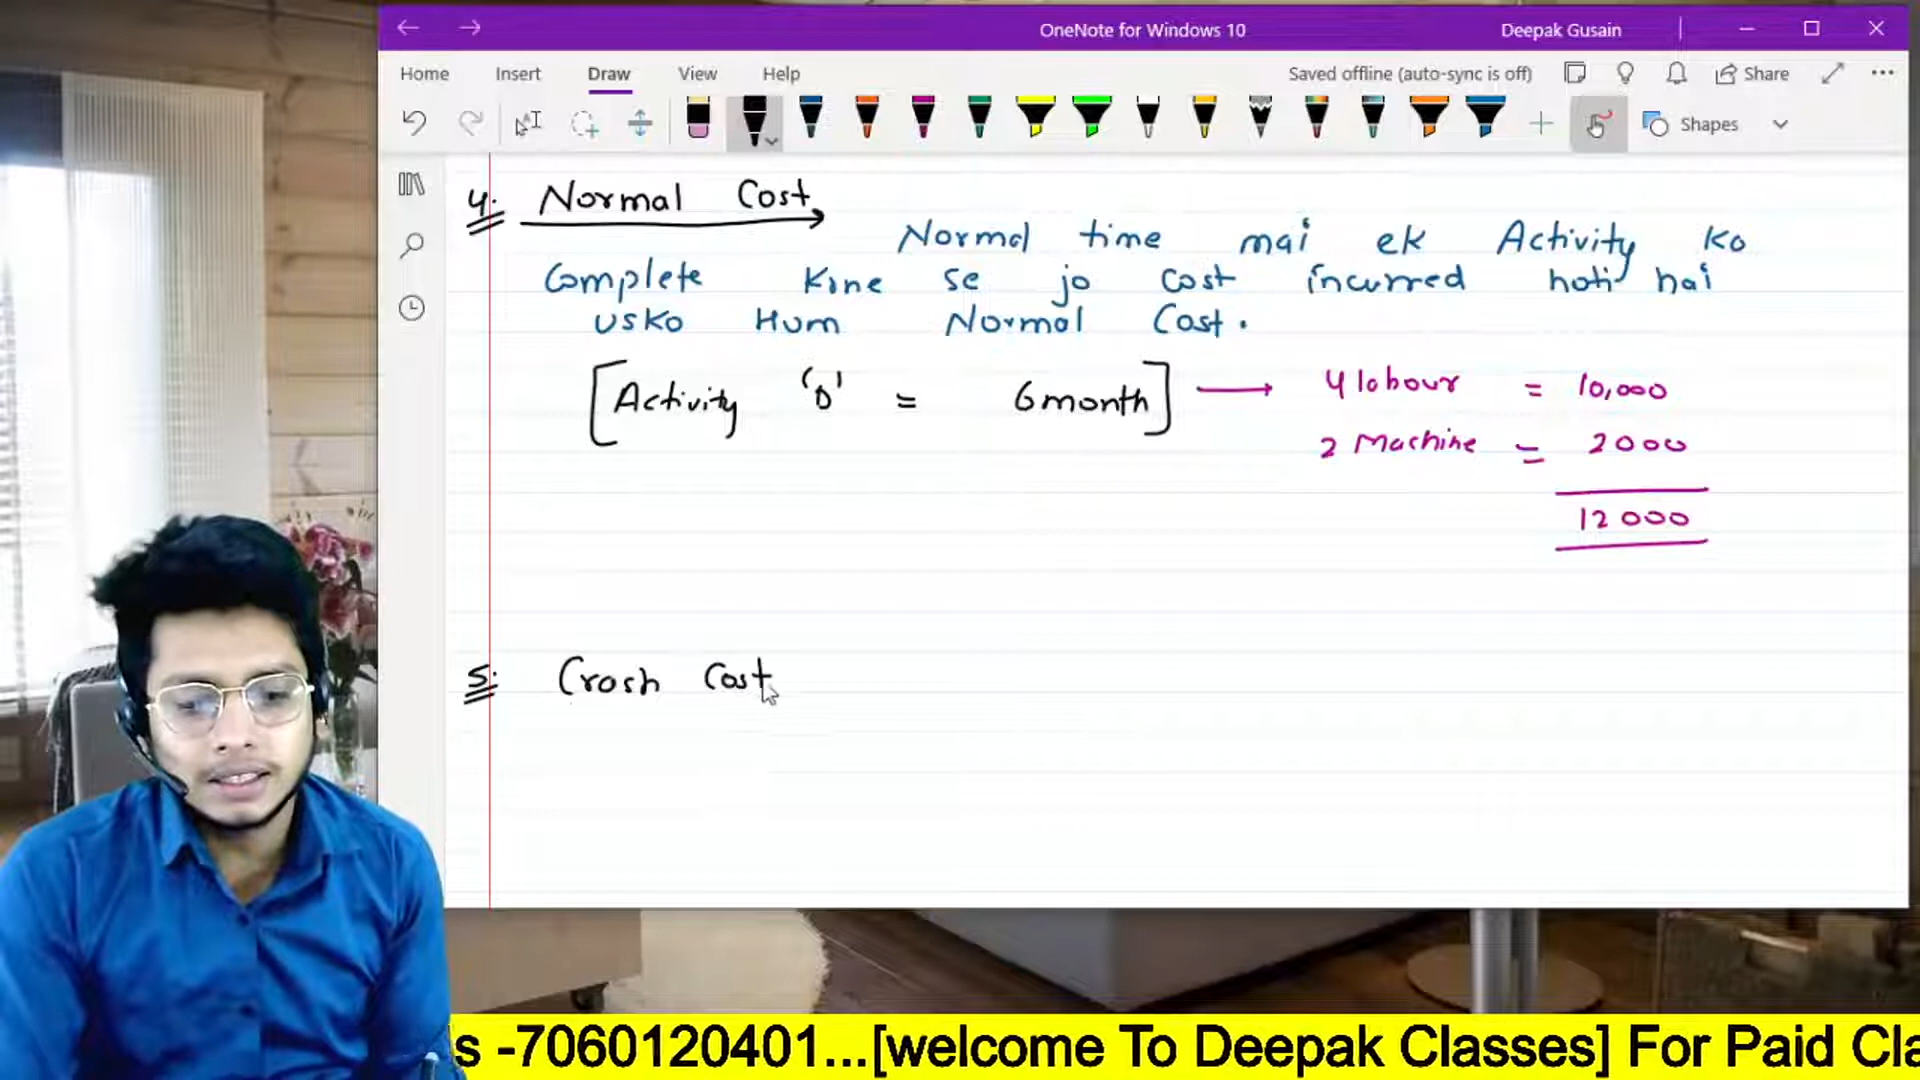 OneNote for Windows 10
Deepak Gusain
Home Insert Draw View Help
Saved offline (auto-sync is off) Share
Shapes
4. Normal Cost
Normal time mai ek Activity Ko
Complete Krne se jo cost incurred hoti hai
usko Hum Normal Cost.
[Activity 'D' = 6 month] → 4 labour = 10,000
2 Machine = 2000
12000
5. Crash Cost
s -7060120401...[welcome To Deepak Classes] For Paid Cla